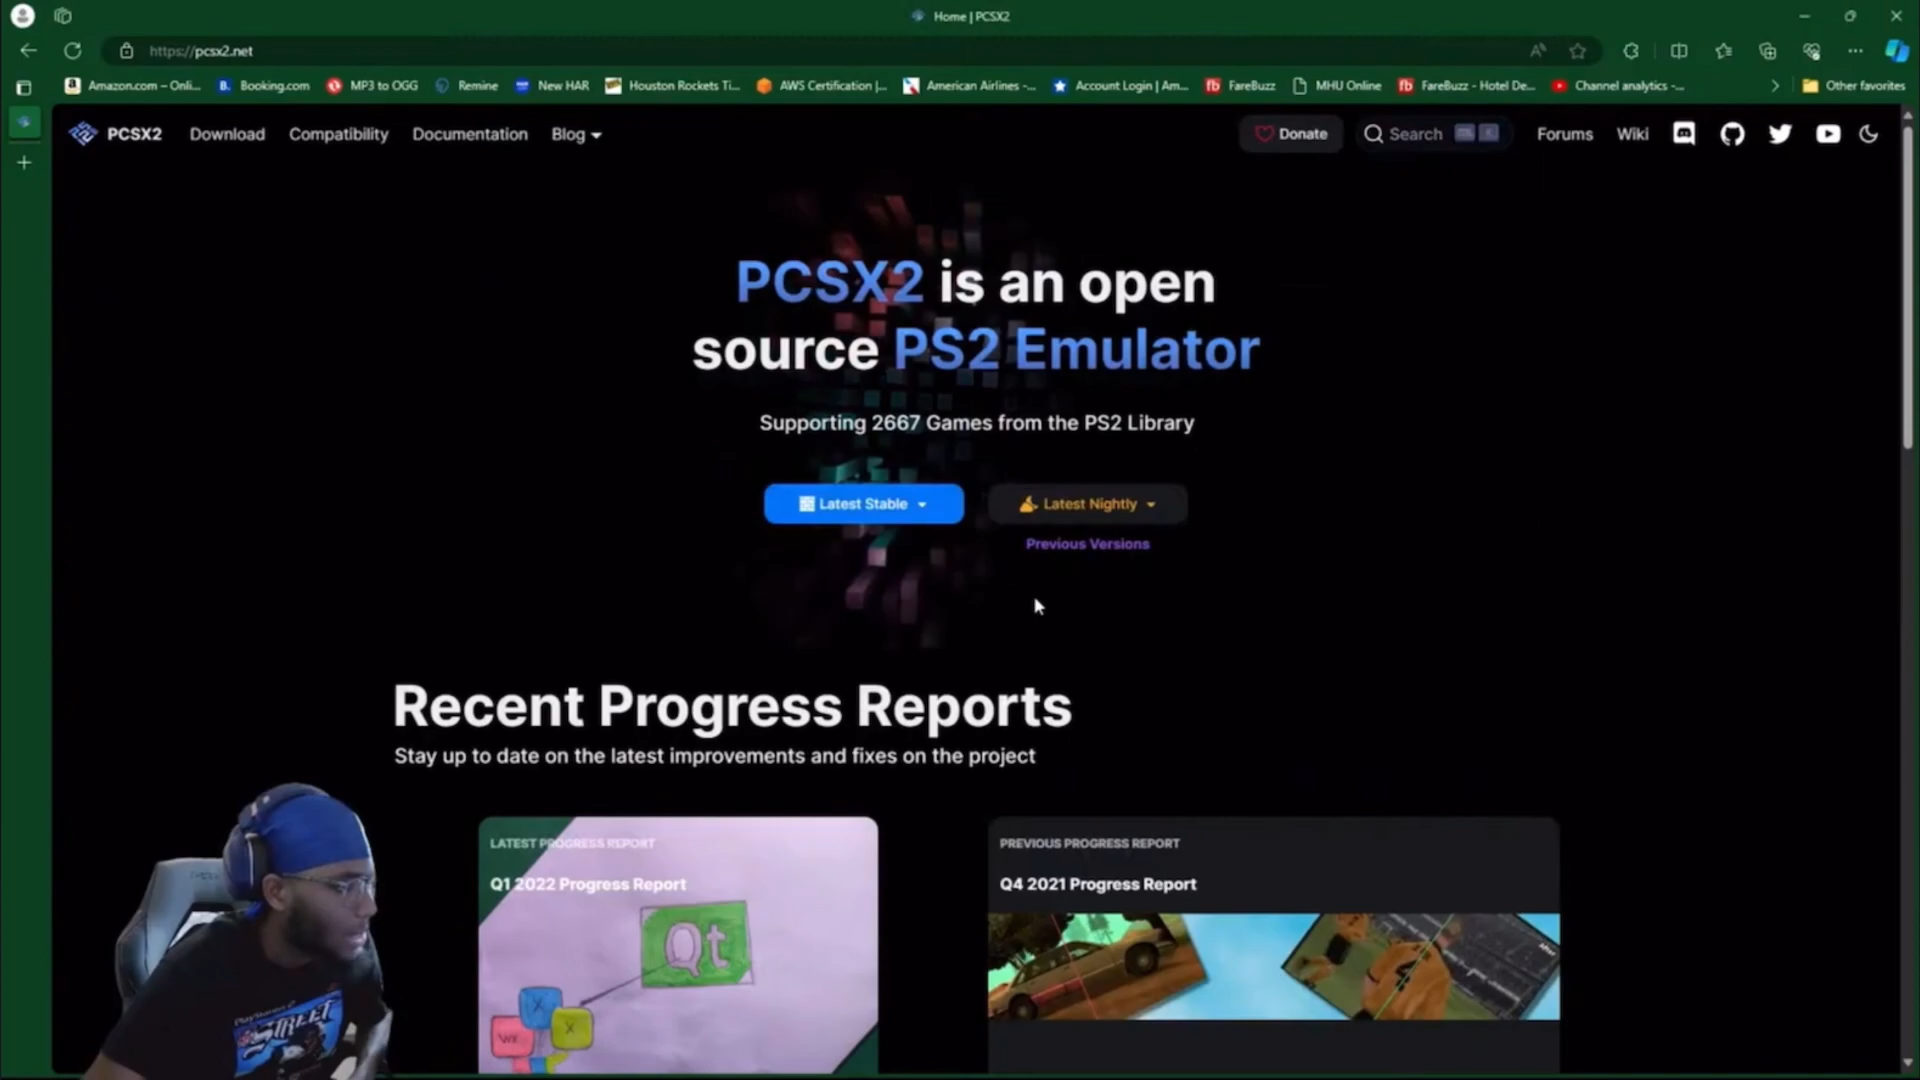 Home | PCSX2
https://pcsx2.net
Amazon.com – Onli... Booking.com MP3 to OGG Remine New HAR Houston Rockets Ti... AWS Certification |... American Airlines -... Account Login | Am... FareBuzz MHU Online FareBuzz - Hotel De... Channel analytics -... Other favorites
PCSX2 Download Compatibility Documentation Blog Donate Search Forums Wiki
PCSX2 is an open
source PS2 Emulator
Supporting 2667 Games from the PS2 Library
Latest Stable Latest Nightly
Previous Versions
Recent Progress Reports
Stay up to date on the latest improvements and fixes on the project
LATEST PROGRESS REPORT
Q1 2022 Progress Report
Qt
X
X
PREVIOUS PROGRESS REPORT
Q4 2021 Progress Report
4
STREET